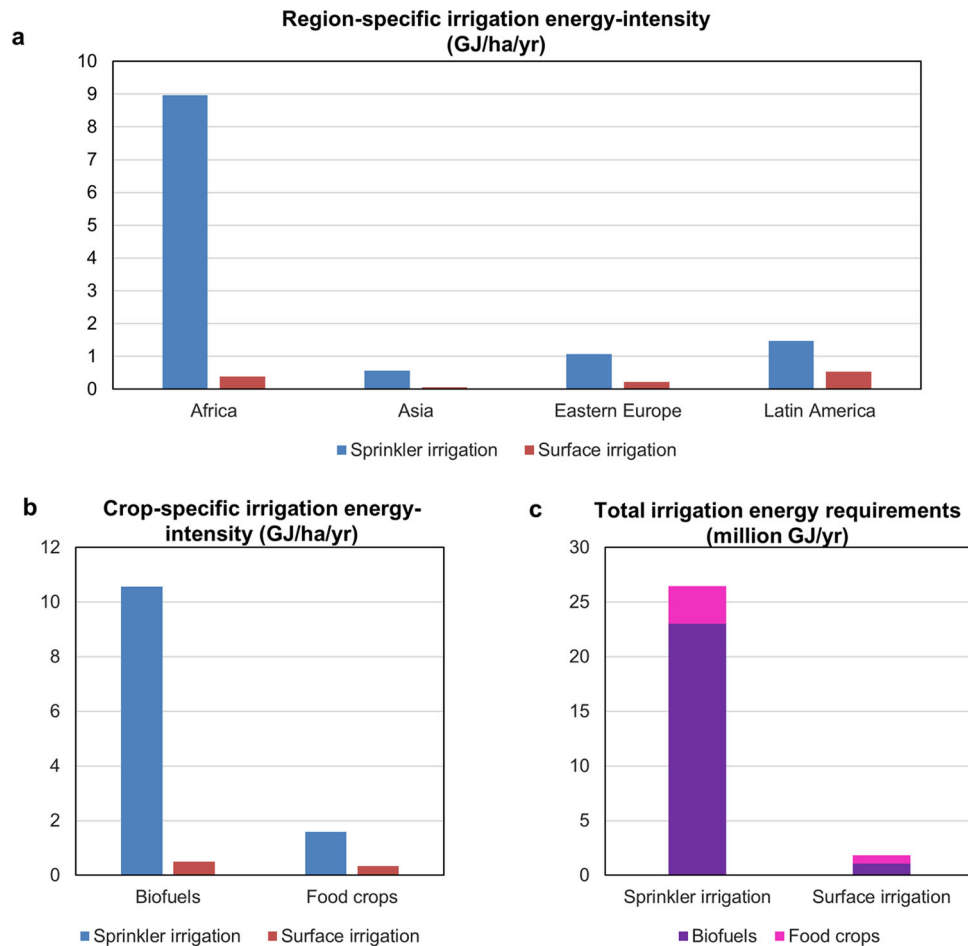 a
Region-specific irrigation energy-intensity
(GJ/ha/yr)
10
9
8
7
6
5
4
3
2
1
0
Africa Asia Eastern Europe Latin America
Sprinkler irrigation Surface irrigation
b
Crop-specific irrigation energy-
intensity (GJ/ha/yr)
12
10
8
6
4
2
0
Biofuels Food crops
Sprinkler irrigation Surface irrigation
c
Total irrigation energy requirements
(million GJ/yr)
30
25
20
15
10
5
0
Sprinkler irrigation Surface irrigation
Biofuels Food crops